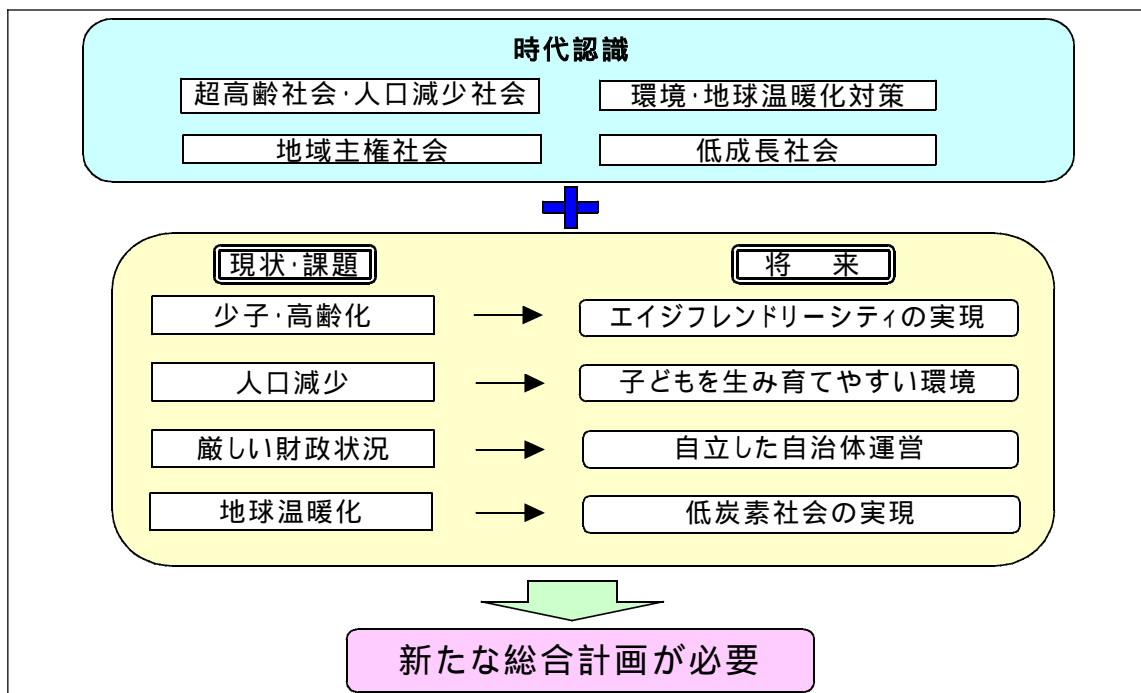 時代認識
超高齢社会・人口減少社会 環境・地球温暖化対策
地域主権社会 低成長社会
現状・課題 将 来
少子・高齢化 エイジフレンドリーシティの実現
人口減少 子どもを生み育てやすい環境
厳しい財政状況 自立した自治体運営
地球温暖化 低炭素社会の実現
新たな総合計画が必要